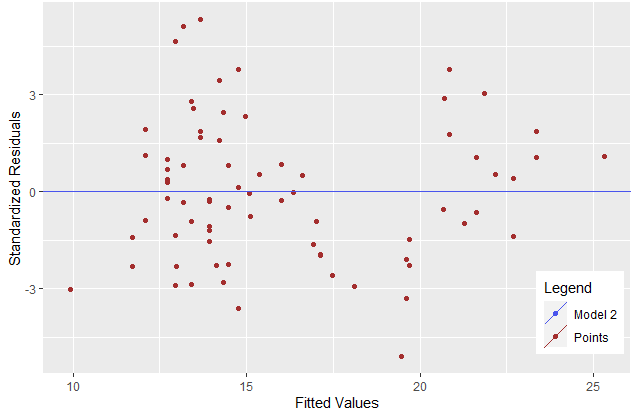 Standardized Residuals
3
0
-3
10
15
20
25
Fitted Values
Legend
Model 2
Points